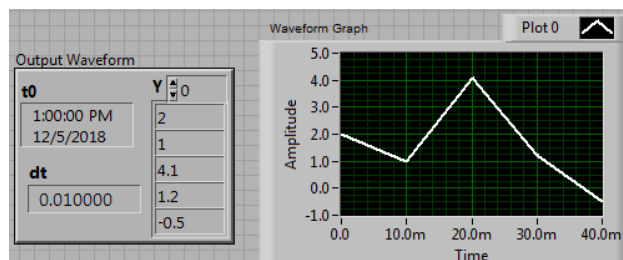 Output Waveform
t0
1:00:00 PM
12/5/2018
dt
0.010000
Y 0
2
1
4.1
1.2
-0.5
Waveform Graph
Plot 0
Amplitude
5.0
4.0
3.0
2.0
1.0
0.0
-1.0
0.0 10.0m 20.0m 30.0m 40.0m
Time